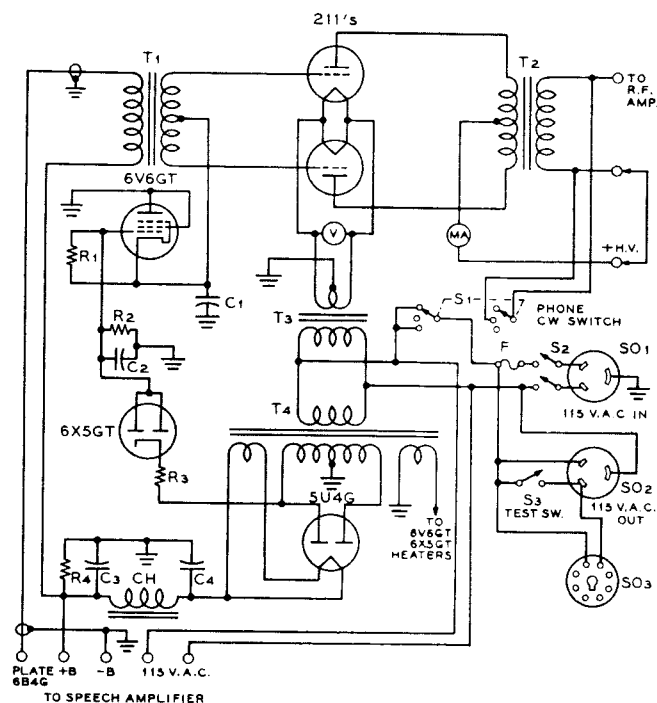 211's
T1
T2
TO
R.F.
AMP.
6V6GT
V
MA
+H.V.
R1
C1
R2
C2
T3
S1
7
PHONE
CW SWITCH
F
S2
SO1
115 V.A.C IN
6X5GT
T4
R3
5U4G
SO2
S3
TEST SW.
115 V.A.C.
OUT
TO
6V6GT
6X5GT
HEATERS
R4
C3
CH
C4
SO3
PLATE
6B4G
+B
-B
115 V.A.C.
TO SPEECH AMPLIFIER